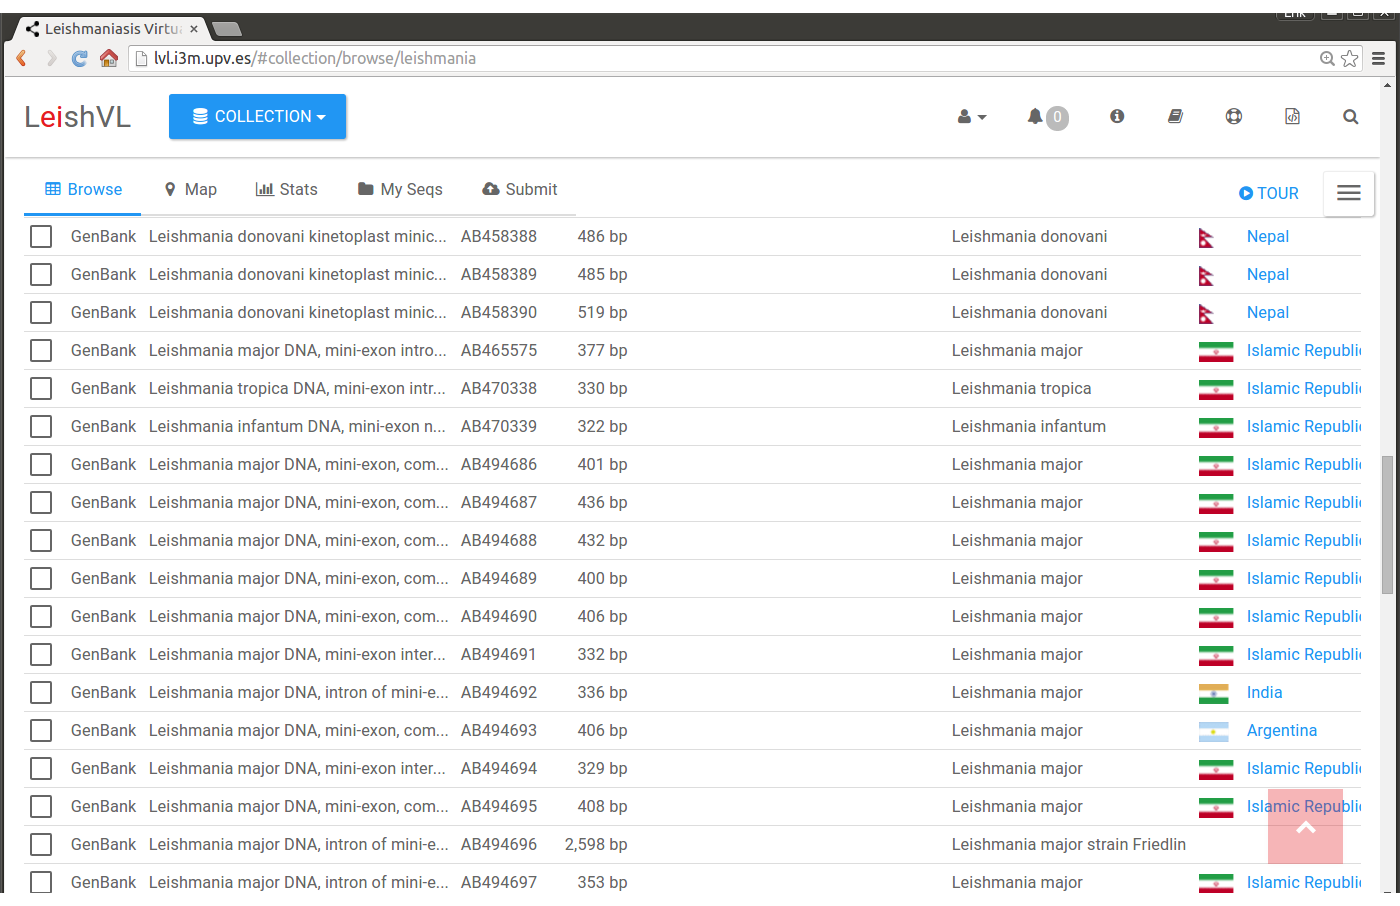 Erik
Leishmaniasis Virtu
lvl.i3m.upv.es/#collection/browse/leishmania
LeishVL COLLECTION 0
Browse Map Stats My Seqs Submit TOUR
GenBank Leishmania donovani kinetoplast minic... AB458388 486 bp Leishmania donovani Nepal
GenBank Leishmania donovani kinetoplast minic... AB458389 485 bp Leishmania donovani Nepal
GenBank Leishmania donovani kinetoplast minic... AB458390 519 bp Leishmania donovani Nepal
GenBank Leishmania major DNA, mini-exon intro... AB465575 377 bp Leishmania major Islamic Republic
GenBank Leishmania tropica DNA, mini-exon intr... AB470338 330 bp Leishmania tropica Islamic Republic
GenBank Leishmania infantum DNA, mini-exon n... AB470339 322 bp Leishmania infantum Islamic Republic
GenBank Leishmania major DNA, mini-exon, com... AB494686 401 bp Leishmania major Islamic Republic
GenBank Leishmania major DNA, mini-exon, com... AB494687 436 bp Leishmania major Islamic Republic
GenBank Leishmania major DNA, mini-exon, com... AB494688 432 bp Leishmania major Islamic Republic
GenBank Leishmania major DNA, mini-exon, com... AB494689 400 bp Leishmania major Islamic Republic
GenBank Leishmania major DNA, mini-exon, com... AB494690 406 bp Leishmania major Islamic Republic
GenBank Leishmania major DNA, mini-exon inter... AB494691 332 bp Leishmania major Islamic Republic
GenBank Leishmania major DNA, intron of mini-e... AB494692 336 bp Leishmania major India
GenBank Leishmania major DNA, mini-exon, com... AB494693 406 bp Leishmania major Argentina
GenBank Leishmania major DNA, mini-exon inter... AB494694 329 bp Leishmania major Islamic Republic
GenBank Leishmania major DNA, mini-exon, com... AB494695 408 bp Leishmania major Islamic Republic
GenBank Leishmania major DNA, intron of mini-e... AB494696 2,598 bp Leishmania major strain Friedlin
GenBank Leishmania major DNA, intron of mini-e... AB494697 353 bp Leishmania major Islamic Republic